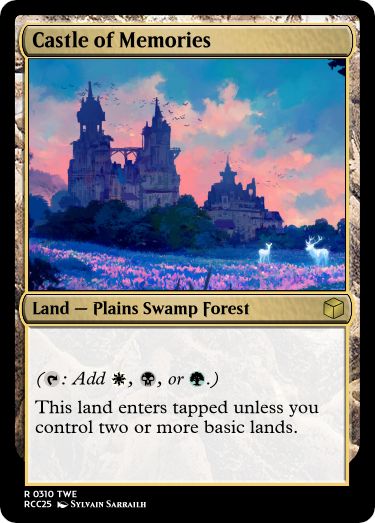 Castle of Memories
Land — Plains Swamp Forest
(: Add , , or .)
This land enters tapped unless you
control two or more basic lands.
R 0310 TWE
RCC25 Sylvain Sarrailh